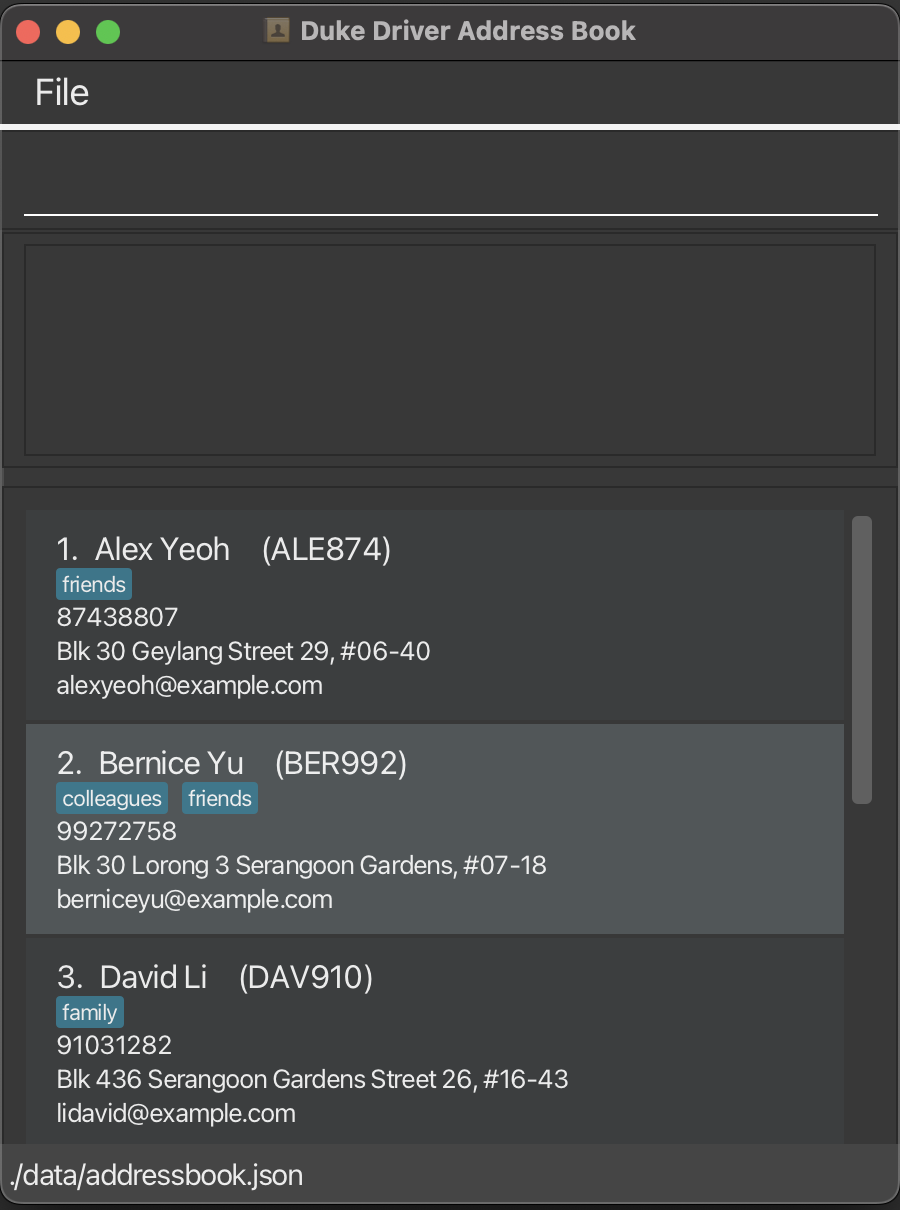 Duke Driver Address Book
File
1. Alex Yeoh (ALE874)
friends
87438807
Blk 30 Geylang Street 29, #06-40
alexyeoh@example.com
2. Bernice Yu (BER992)
colleagues friends
99272758
Blk 30 Lorong 3 Serangoon Gardens, #07-18
berniceyu@example.com
3. David Li (DAV910)
family
91031282
Blk 436 Serangoon Gardens Street 26, #16-43
lidavid@example.com
./data/addressbook.json